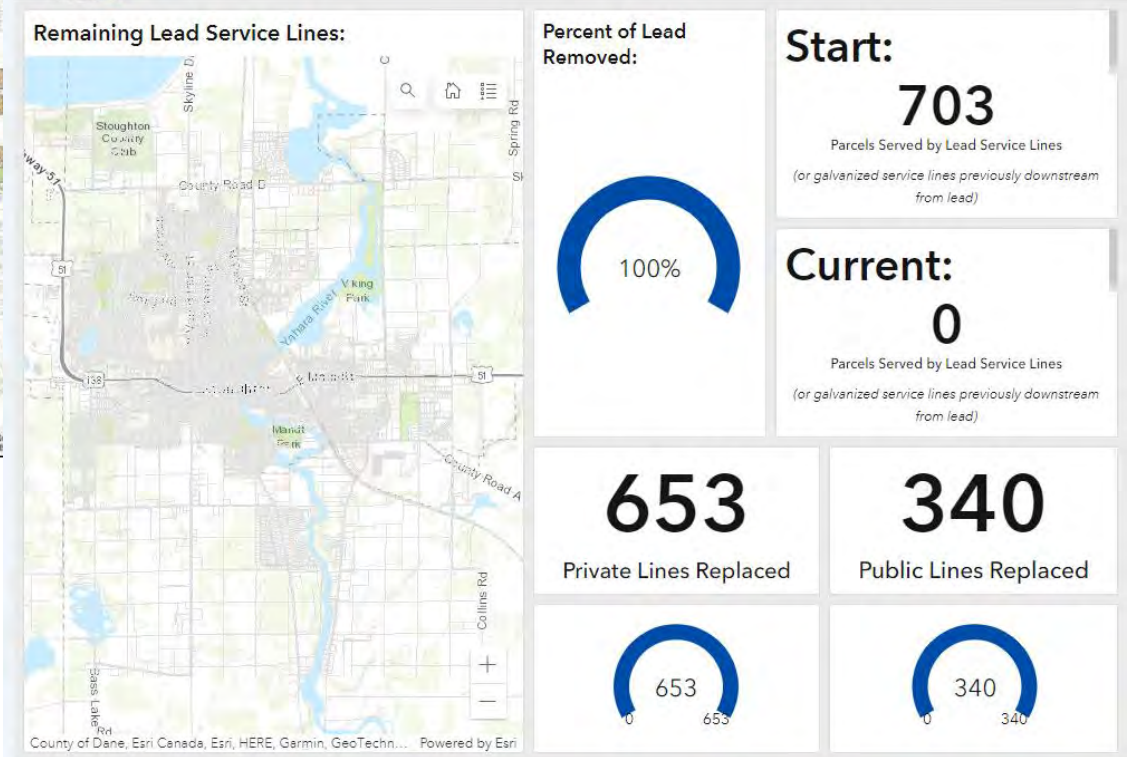 Remaining Lead Service Lines:
Skyline D
Spring Rd
Stoughton
Country
Club
way-51
County Road B
51
Viking
Park
Yahara River
138
51
E Main St
Mandt
Park
County Road A
Collins Rd
Bass Lake
Rd
County of Dane, Esri Canada, Esri, HERE, Garmin, GeoTechn... Powered by Esri
Percent of Lead
Removed:
100%
Start:
703
Parcels Served by Lead Service Lines
(or galvanized service lines previously downstream
from lead)
Current:
0
Parcels Served by Lead Service Lines
(or galvanized service lines previously downstream
from lead)
653
Private Lines Replaced
340
Public Lines Replaced
653
0 653
340
0 340